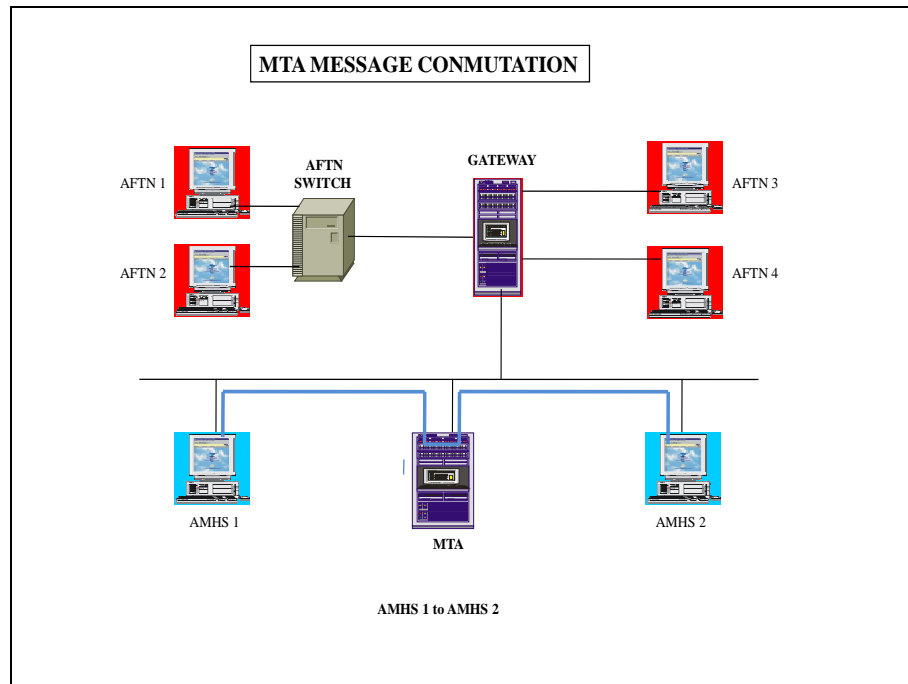 MTA MESSAGE CONMUTATION
AFTN 1
AFTN
SWITCH
GATEWAY
AFTN 3
AFTN 2
AFTN 4
AMHS 1
MTA
AMHS 2
AMHS 1 to AMHS 2